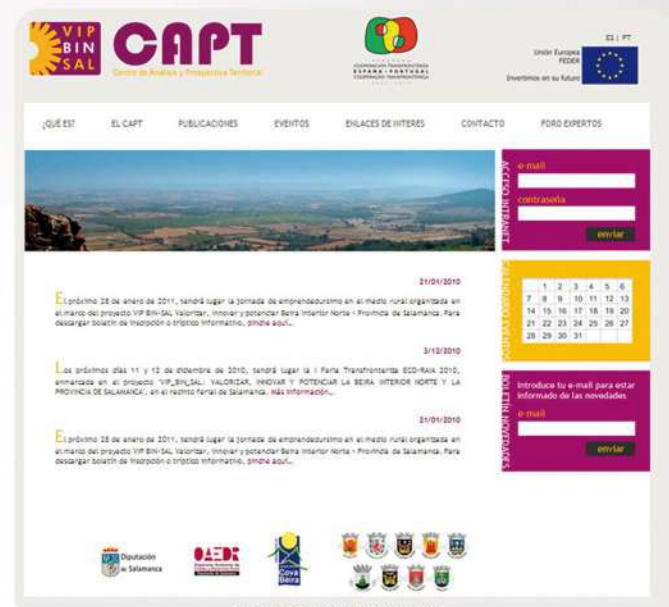 VIP
BIN
SAL
CAPT
Centro de Análisis y Prospectiva Territorial
COOPERACIÓN TRANSFRONTERIZA
ESPAÑA - PORTUGAL
COOPERAÇÃO TRANSFRONTEIRIÇA
ES | PT
Unión Europea
FEDER
Invertimos en su futuro
¿QUÉ ES?
EL CAPT
PUBLICACIONES
EVENTOS
ENLACES DE INTERES
CONTACTO
FORO EXPERTOS
ACCESO INTRANET
e-mail
contraseña
enviar
21/01/2010
El próximo 28 de enero de 2011, tendrá lugar la jornada de emprendedurismo en el medio rural organizada en
el marco del proyecto VIP BIN-SAL Valorizar, innovar y potenciar Beira Interior Norte - Provincia de Salamanca. Para
descargar boletín de inscripción o tríptico informativo, pinche aquí...
3/12/2010
Los próximos días 11 y 12 de diciembre de 2010, tendrá lugar la I Feria Transfronteriza ECO-RAIA 2010,
enmarcada en el proyecto "VIP_BIN_SAL: VALORIZAR, INNOVAR Y POTENCIAR LA BEIRA INTERIOR NORTE Y LA
PROVINCIA DE SALAMANCA", en el recinto ferial de Salamanca. Más información...
21/01/2010
El próximo 28 de enero de 2011, tendrá lugar la jornada de emprendedurismo en el medio rural organizada en
el marco del proyecto VIP BIN-SAL Valorizar, innovar y potenciar Beira Interior Norte - Provincia de Salamanca. Para
descargar boletín de inscripción o tríptico informativo, pinche aquí...
CALENDARIO EVENTOS
1 2 3 4 5 6
7 8 9 10 11 12 13
14 15 16 17 18 19 20
21 22 23 24 25 26 27
28 29 30 31
BOLETÍN NOVEDADES
Introduce tu e-mail para estar
informado de las novedades
e-mail
enviar
Diputación
de Salamanca
OAEDR
Cova
Beira